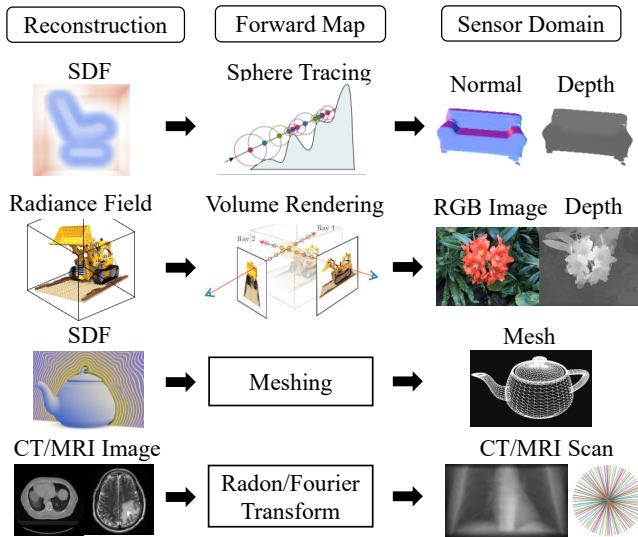 Reconstruction
Forward Map
Sensor Domain
SDF
Sphere Tracing
Normal
Depth
Radiance Field
Volume Rendering
RGB Image
Depth
Ray 1
Ray 2
SDF
Meshing
Mesh
CT/MRI Image
Radon/Fourier
Transform
CT/MRI Scan